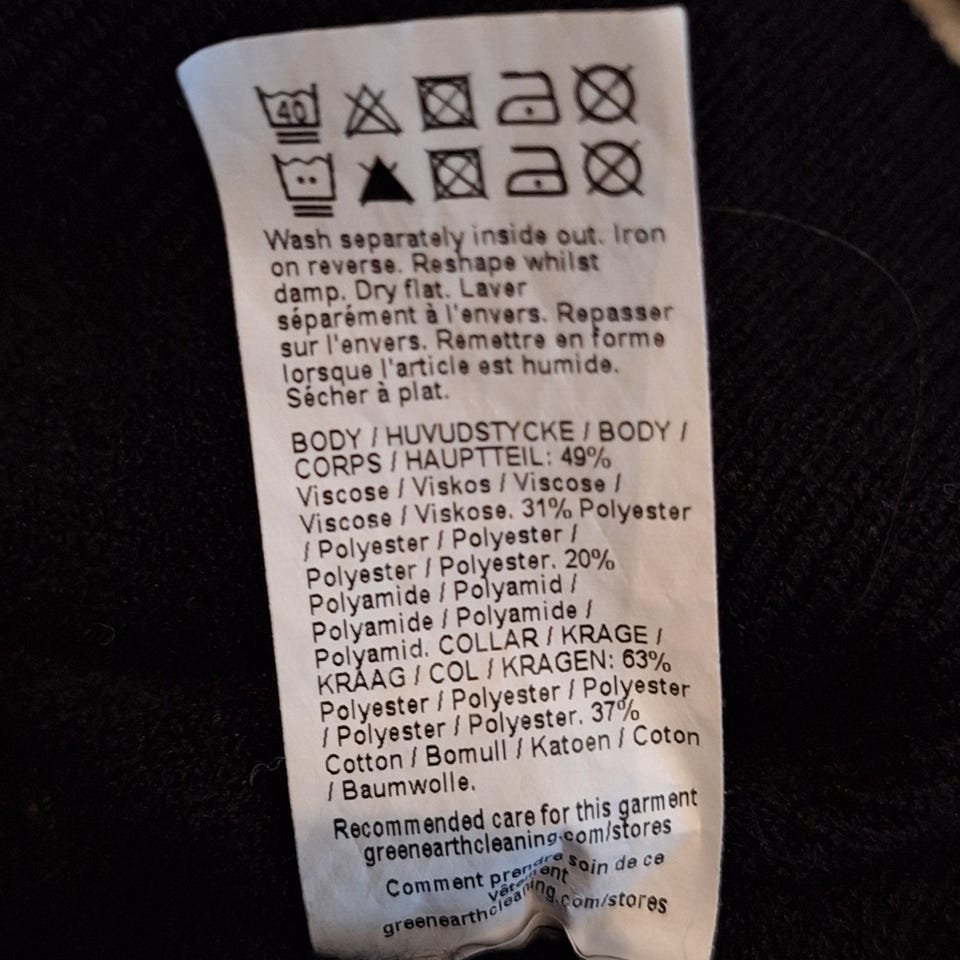 40
Wash separately inside out. Iron
on reverse. Reshape whilst
damp. Dry flat. Laver
séparément à l'envers. Repasser
sur l'envers. Remettre en forme
lorsque l'article est humide.
Sécher à plat.
BODY / HUVUDSTYCKE / BODY /
CORPS / HAUPTTEIL: 49%
Viscose / Viskos / Viscose /
Viscose / Viskose. 31% Polyester
/ Polyester / Polyester /
Polyester / Polyester. 20%
Polyamide / Polyamid /
Polyamide / Polyamide /
Polyamid. COLLAR / KRAGE /
KRAAG / COL / KRAGEN: 63%
Polyester / Polyester / Polyester
/ Polyester / Polyester. 37%
Cotton / Bomull / Katoen / Coton
/ Baumwolle.
Recommended care for this garment
greenearthcleaning.com/stores
Comment prendre soin de ce
vêtement
greenearthcleaning.com/stores